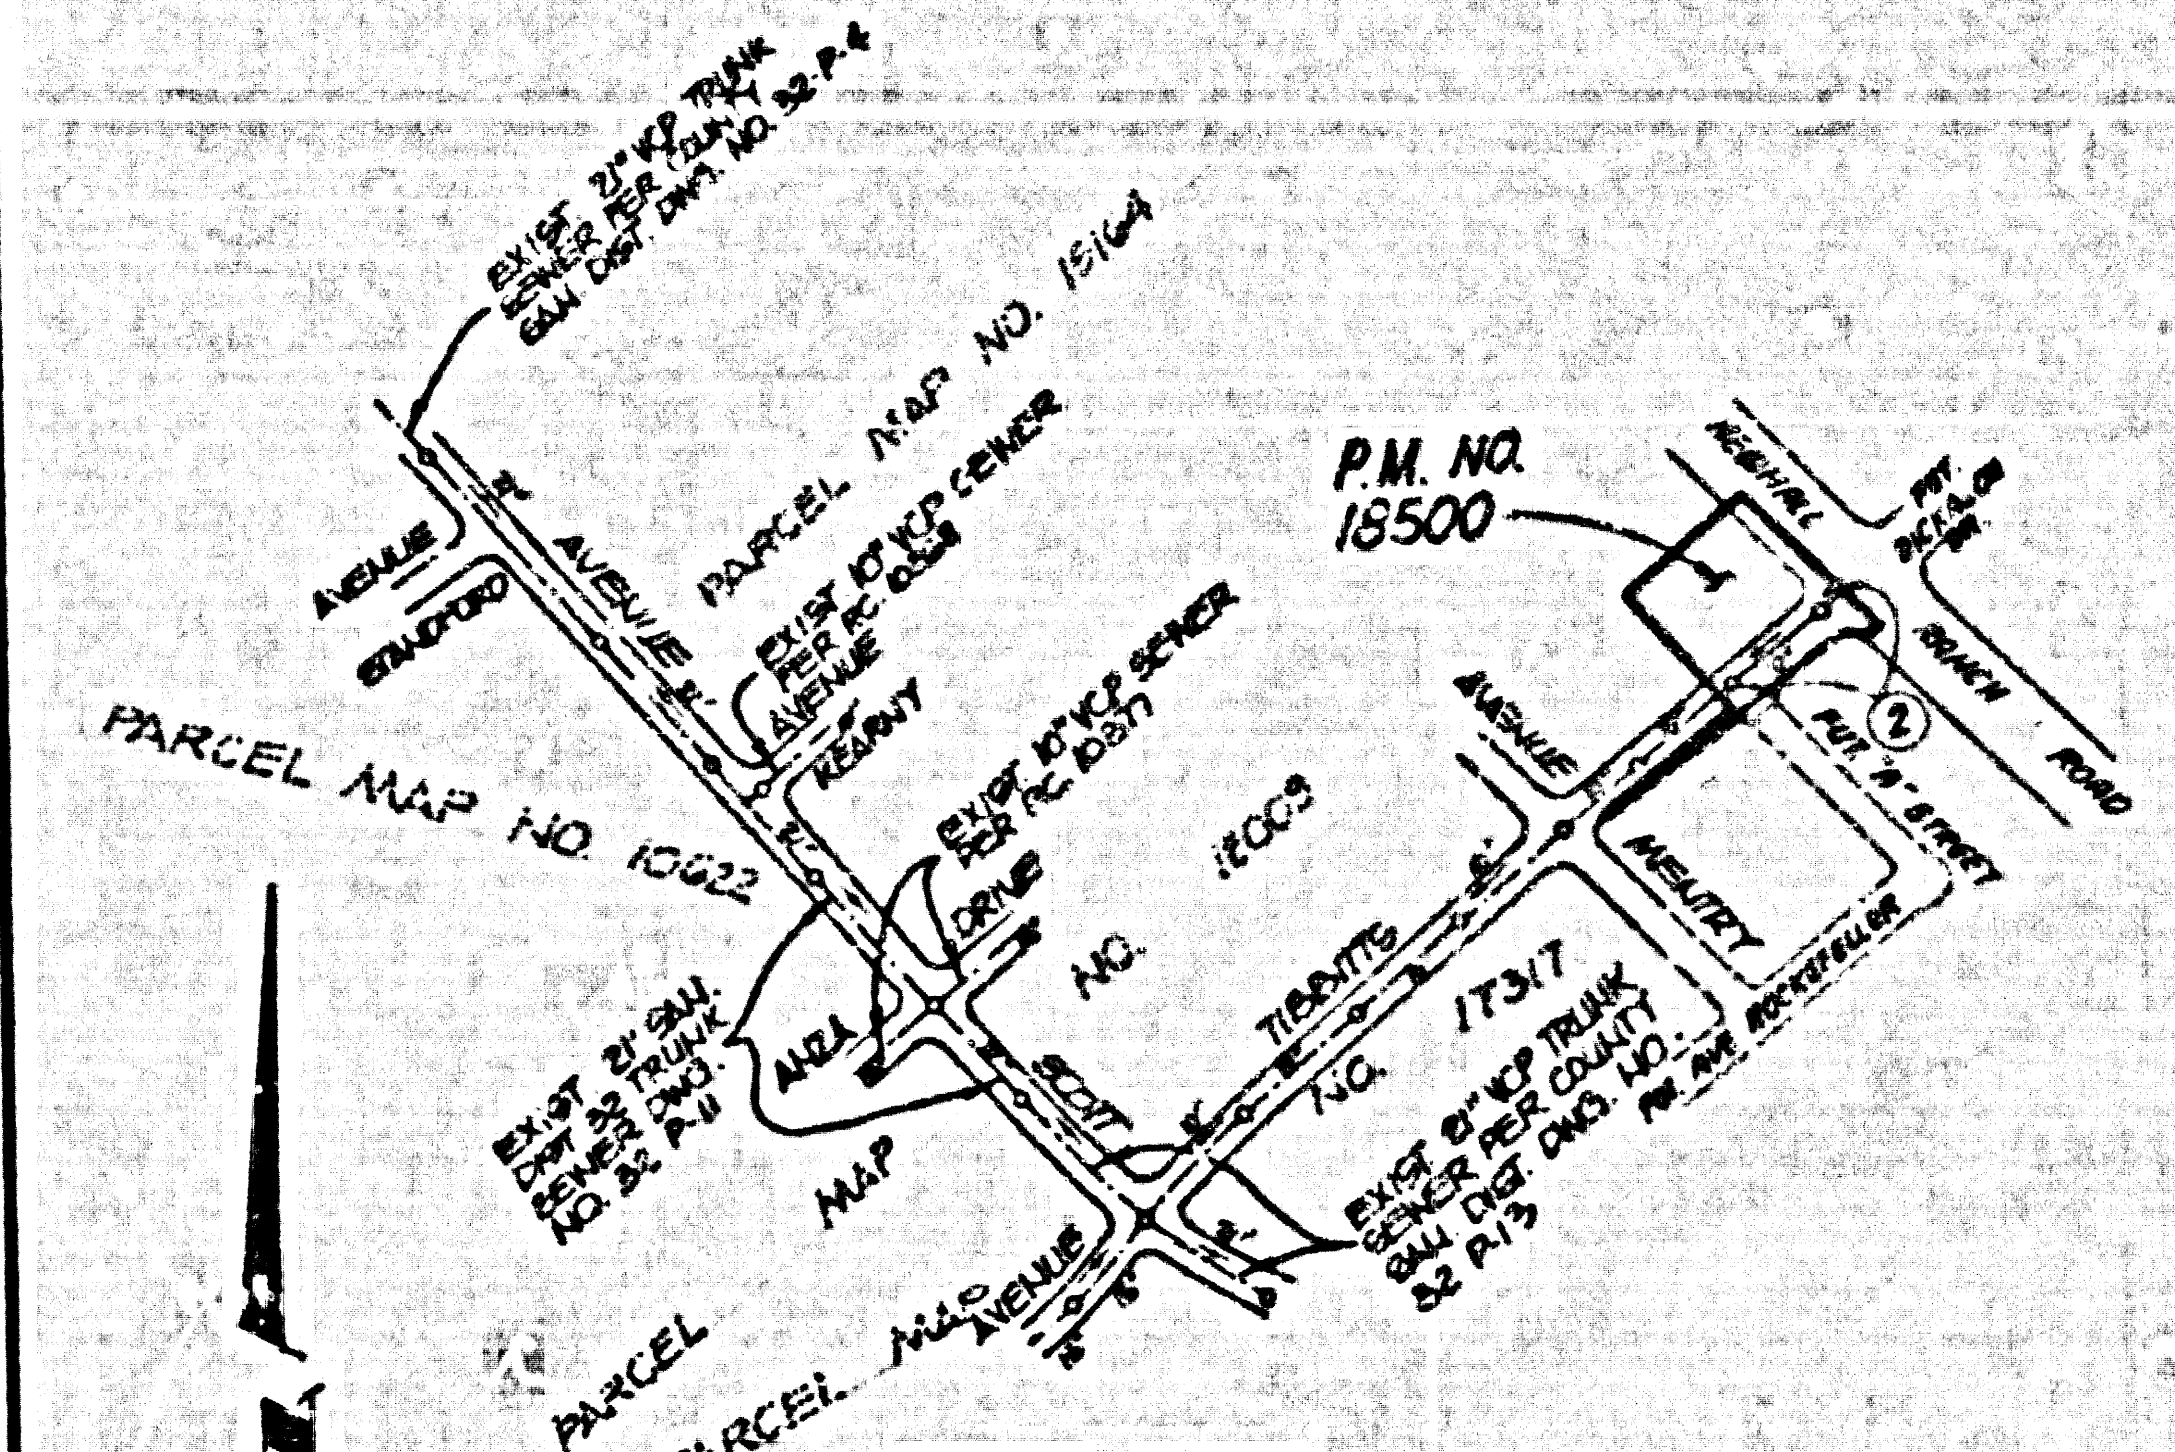 EXIST. 21" VCP TRUNK
SEWER PER COUNTY
SAN. DIST. DWG. NO. 32-P-4
PARCEL MAP NO. 15164
P.M. NO.
18500
AVENUE
STANDFORD
AVENUE
EXIST 10" VCP SEWER
PER P.C.
AVENUE
KEARNY
PARCEL MAP NO. 10622
EXIST. 10" VCP SEWER
PER P.C. 10877
DRIVE
ANZA
EXIST. 21" SAN.
DIST 32 TRUNK
SEWER DWG.
NO. 32 P-11
SCOTT
AVENUE
TIBBITTS
AVENUE
MENTRY
BRANCH
ROAD
2
FUT. "A" STREET
FUT. AVE ROCKEFELLER
NO. 17317
EXIST 21" VCP TRUNK
SEWER PER COUNTY
SAN. DIST. DWG. NO.
32 P-13
PARCEL MAP NO.
PARCEL